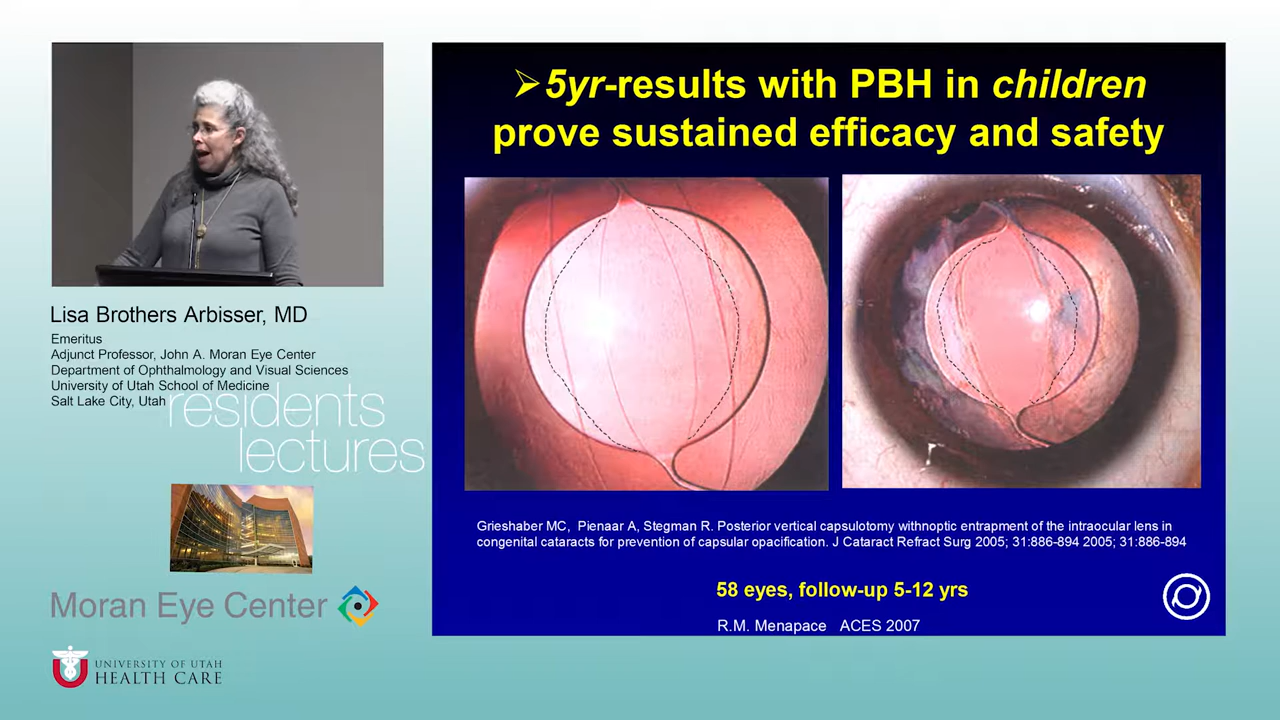 ➢5yr-results with PBH in children
prove sustained efficacy and safety
Lisa Brothers Arbisser, MD
Emeritus
Adjunct Professor, John A. Moran Eye Center
Department of Ophthalmology and Visual Sciences
University of Utah School of Medicine
Salt Lake City, Utah
residents
lectures
Moran Eye Center
UNIVERSITY OF UTAH
HEALTH CARE
Grieshaber MC, Pienaar A, Stegman R. Posterior vertical capsulotomy withnoptic entrapment of the intraocular lens in
congenital cataracts for prevention of capsular opacification. J Cataract Refract Surg 2005; 31:886-894 2005; 31:886-894
58 eyes, follow-up 5-12 yrs
R.M. Menapace ACES 2007